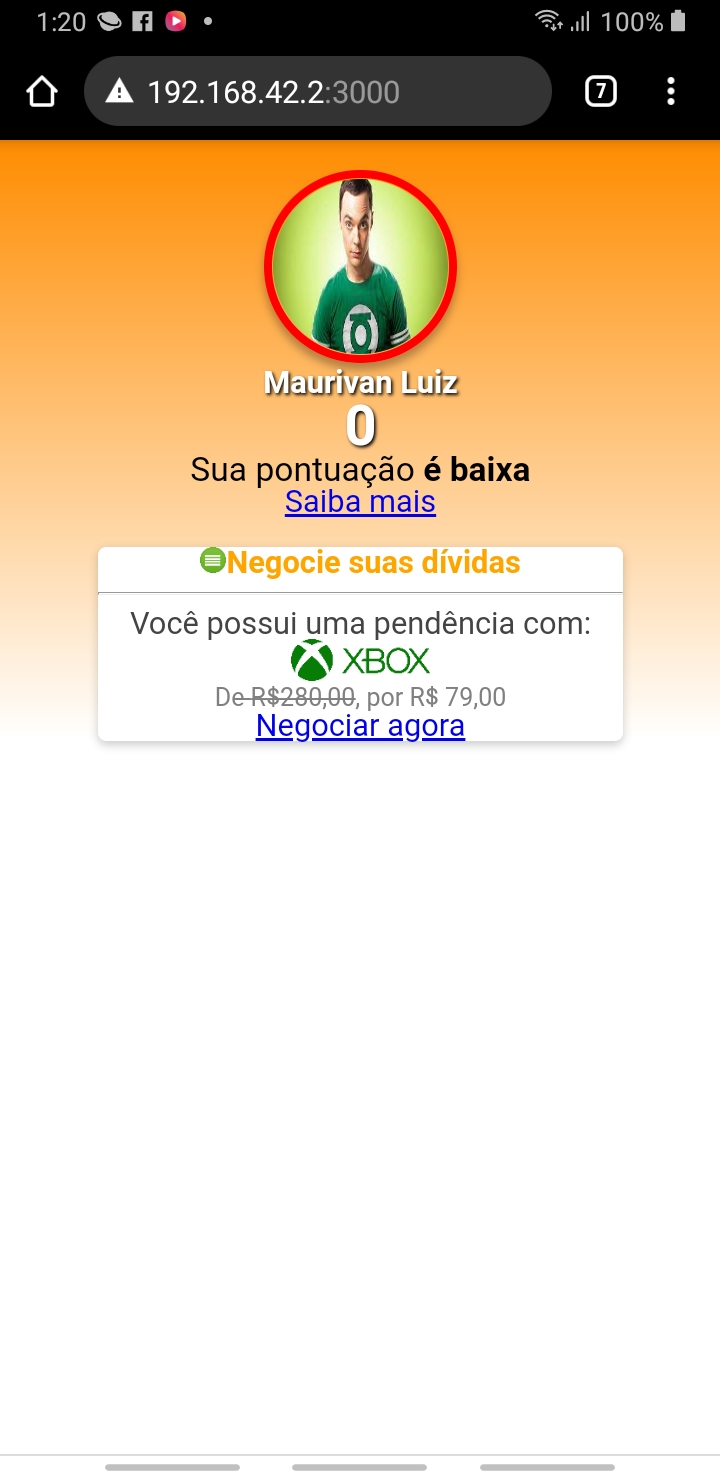 1:20 100%
192.168.42.2:3000 7
Maurivan Luiz
0
Sua pontuação é baixa
Saiba mais
Negocie suas dívidas
Você possui uma pendência com:
XBOX
De R$280,00, por R$ 79,00
Negociar agora